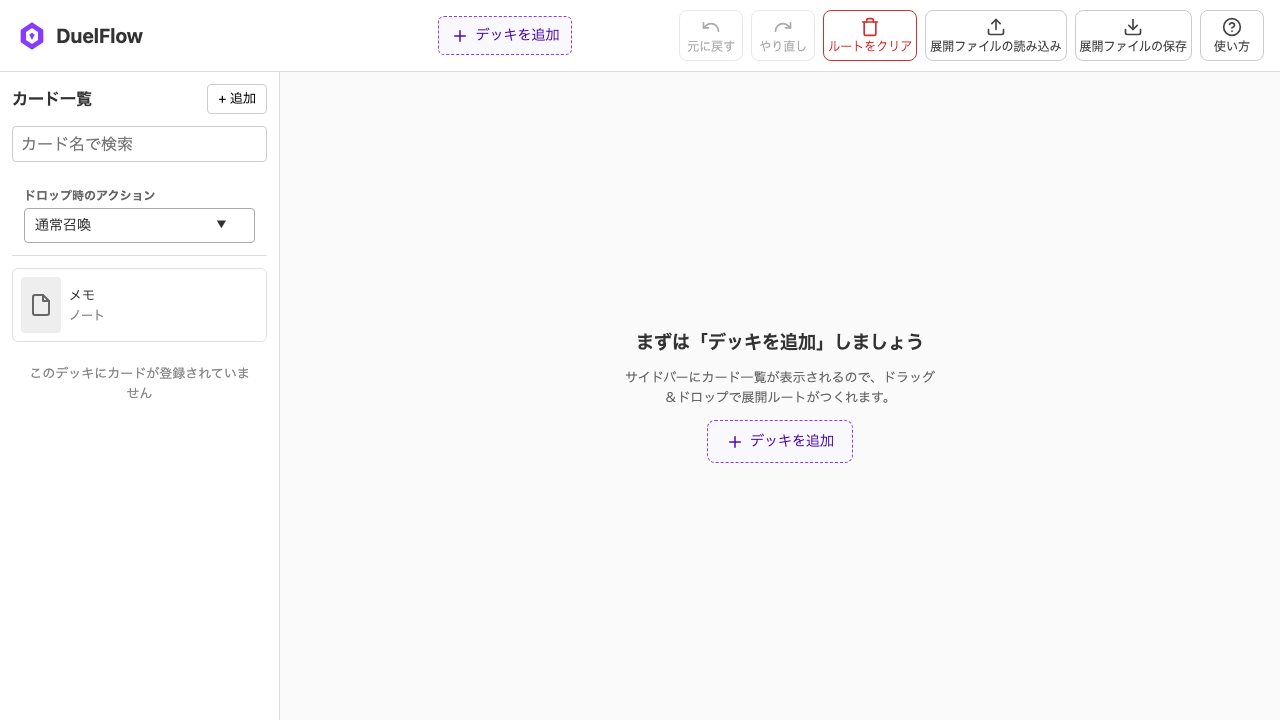 DuelFlow
デッキを追加
元に戻す
やり直し
ルートをクリア
展開ファイルの読み込み
展開ファイルの保存
使い方
カード一覧
+ 追加
カード名で検索
ドロップ時のアクション
通常召喚
メモ
ノート
このデッキにカードが登録されていま
せん
まずは「デッキを追加」しましょう
サイドバーにカード一覧が表示されるので、ドラッグ
&ドロップで展開ルートがつくれます。
デッキを追加